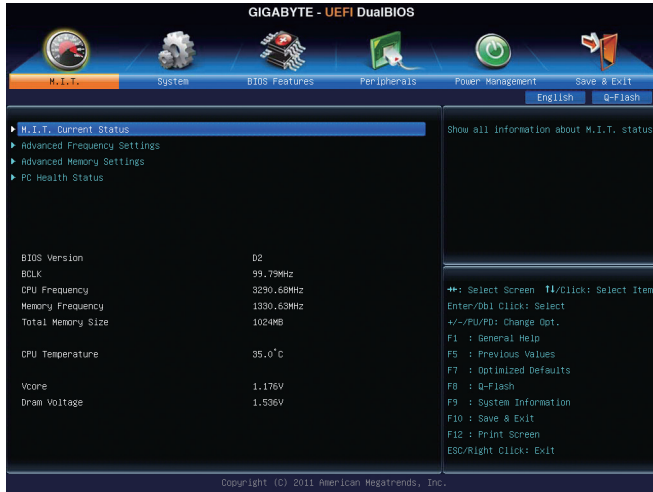 GIGABYTE - UEFI DualBIOS
M.I.T. System BIOS Features Peripherals Power Management Save & Exit
English Q-Flash
M.I.T. Current Status
Advanced Frequency Settings
Advanced Memory Settings
PC Health Status
BIOS Version D2
BCLK 99.79MHz
CPU Frequency 3290.68MHz
Memory Frequency 1330.63MHz
Total Memory Size 1024MB
CPU Temperature 35.0°C
Vcore 1.176V
Dram Voltage 1.536V
Show all information about M.I.T. status
→←: Select Screen ↑↓/Click: Select Item
Enter/Dbl Click: Select
+/-/PU/PD: Change Opt.
F1 : General Help
F5 : Previous Values
F7 : Optimized Defaults
F8 : Q-Flash
F9 : System Information
F10 : Save & Exit
F12 : Print Screen
ESC/Right Click: Exit
Copyright (C) 2011 American Megatrends, Inc.